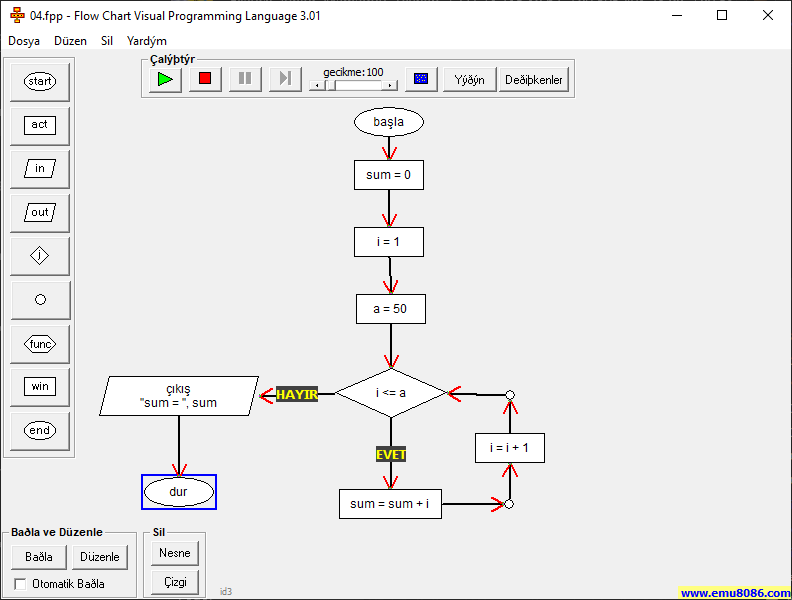 04.fpp - Flow Chart Visual Programming Language 3.01
Dosya Düzen Sil Yardým
Çalýþtýr
gecikme:100
Yýðýn
Deðiþkenler
start
act
in
out
i
func
win
end
başla
sum = 0
i = 1
a = 50
i <= a
HAYIR
çıkış
"sum = ", sum
dur
EVET
sum = sum + i
i = i + 1
Baðla ve Düzenle
Baðla
Düzenle
Otomatik Baðla
Sil
Nesne
Çizgi
id3
www.emu8086.com